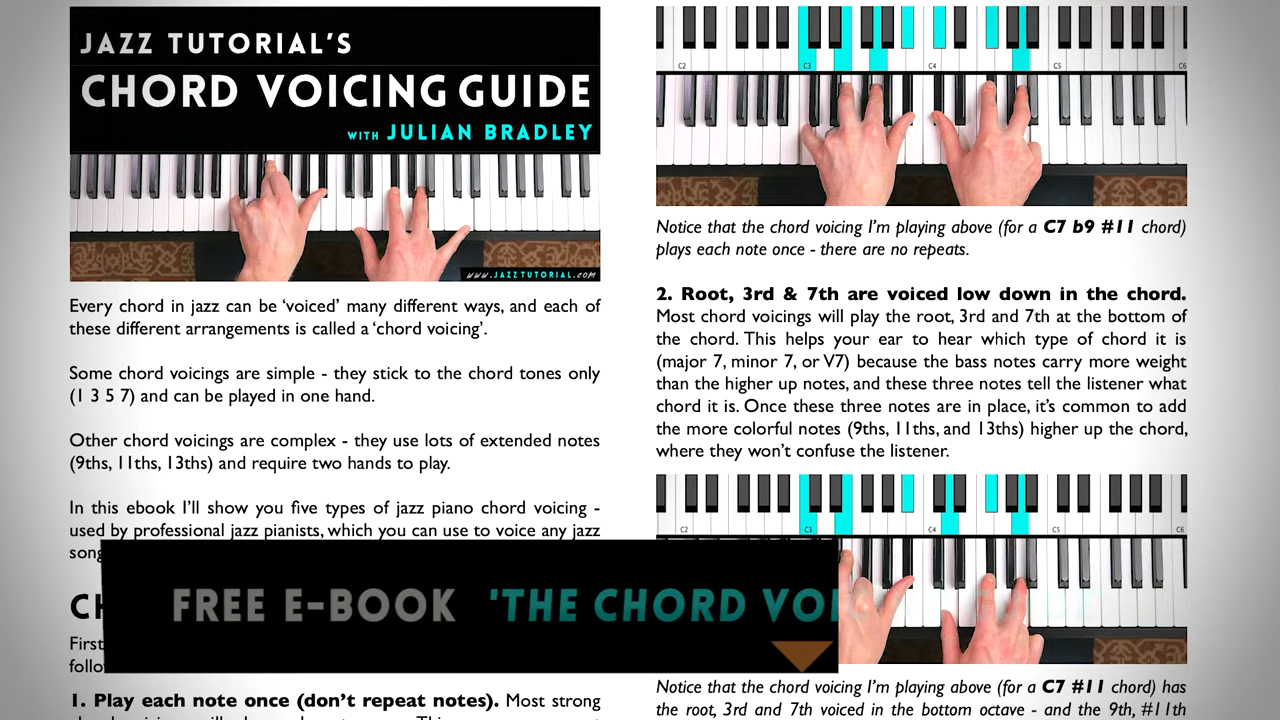 JAZZ TUTORIAL'S
CHORD VOICING GUIDE
WITH JULIAN BRADLEY
www.JAZZTUTORIAL.com
Every chord in jazz can be ‘voiced’ many different ways, and each of
these different arrangements is called a ‘chord voicing’.
Some chord voicings are simple - they stick to the chord tones only
(1 3 5 7) and can be played in one hand.
Other chord voicings are complex - they use lots of extended notes
(9ths, 11ths, 13ths) and require two hands to play.
In this ebook I’ll show you five types of jazz piano chord voicing -
used by professional jazz pianists, which you can use to voice any jazz
song
CH
First
follo
1. Play each note once (don’t repeat notes). Most strong
C2 C3 C4 C5 C6
Notice that the chord voicing I’m playing above (for a C7 b9 #11 chord)
plays each note once - there are no repeats.
2. Root, 3rd & 7th are voiced low down in the chord.
Most chord voicings will play the root, 3rd and 7th at the bottom of
the chord. This helps your ear to hear which type of chord it is
(major 7, minor 7, or V7) because the bass notes carry more weight
than the higher up notes, and these three notes tell the listener what
chord it is. Once these three notes are in place, it’s common to add
the more colorful notes (9ths, 11ths, and 13ths) higher up the chord,
where they won’t confuse the listener.
C2 C3 C4 C5 C6
Notice that the chord voicing I’m playing above (for a C7 #11 chord) has
the root, 3rd and 7th voiced in the bottom octave - and the 9th, #11th
FREE E-BOOK 'THE CHORD VOI